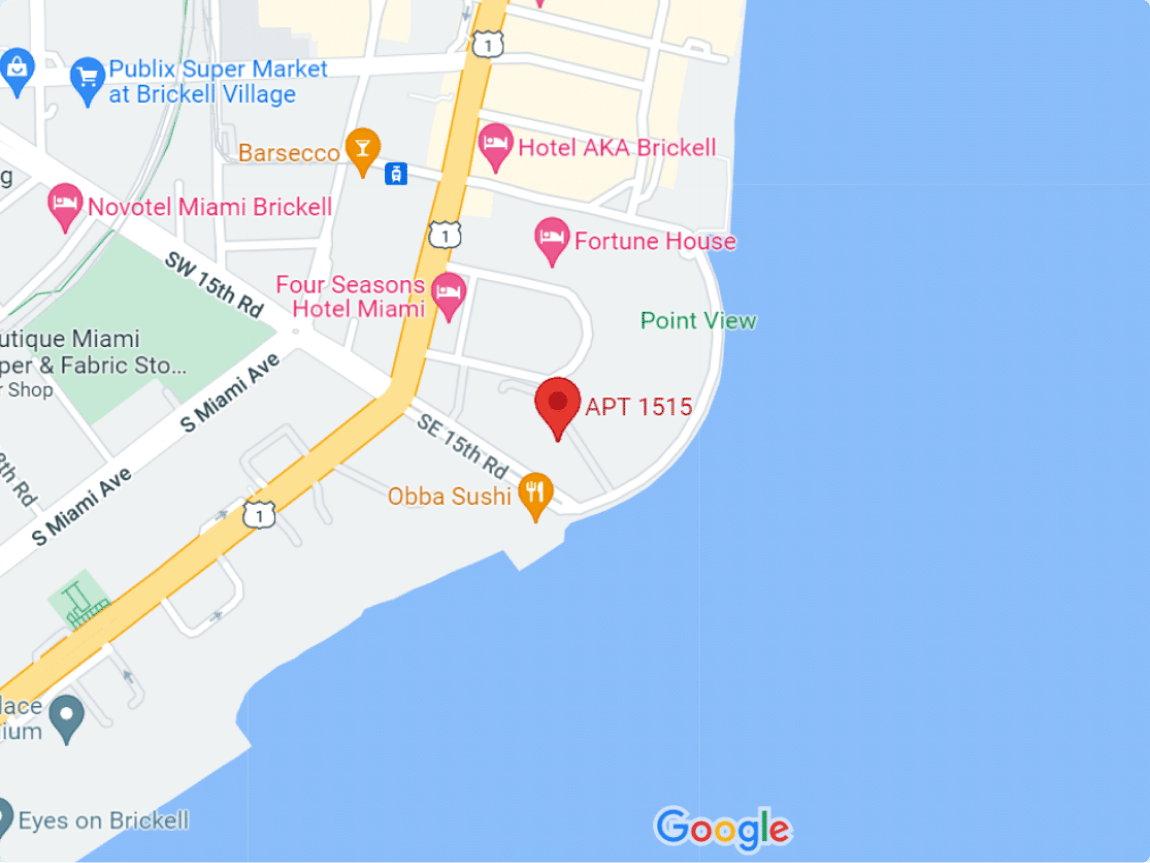 1
Publix Super Market
at Brickell Village
Hotel AKA Brickell
Barsecco
g
Novotel Miami Brickell
1
Fortune House
SW 15th Rd
Four Seasons
Hotel Miami
Point View
utique Miami
per & Fabric Sto...
r Shop
S Miami Ave
APT 1515
SE 15th Rd
8th Rd
S Miami Ave
Obba Sushi
1
lace
ium
Eyes on Brickell
Google